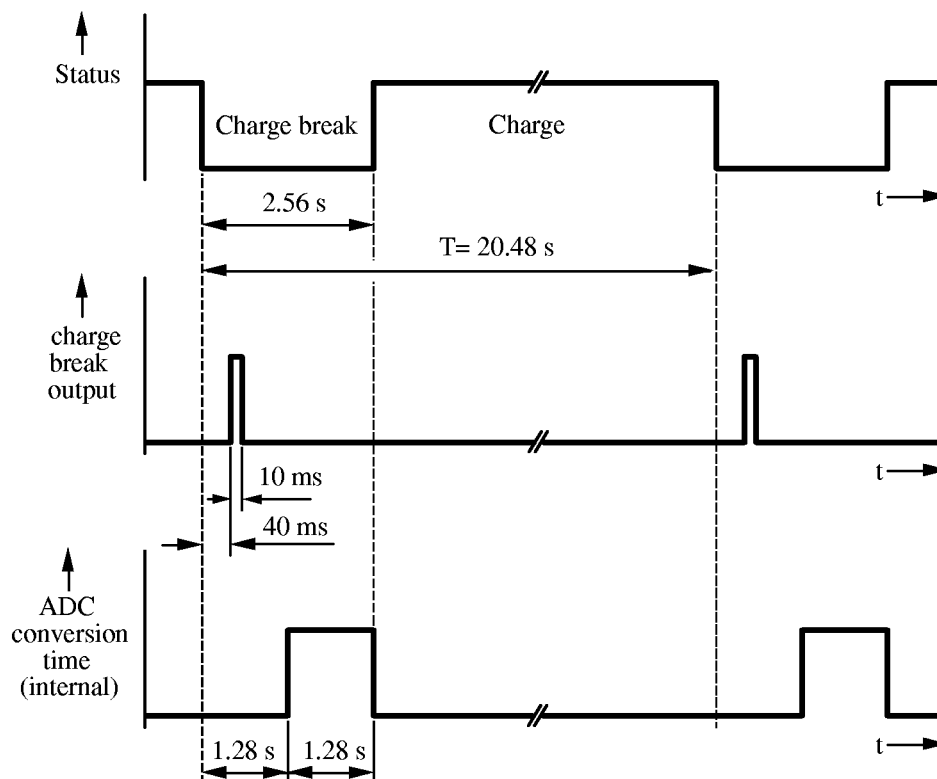 Status
Charge break
Charge
t
2.56 s
T= 20.48 s
charge
break
output
t
10 ms
40 ms
ADC
conversion
time
(internal)
t
1.28 s
1.28 s